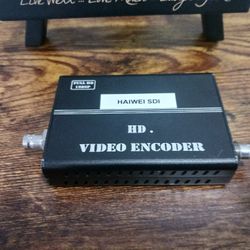 FULL HD
1080P
HAIWEI SDI
HD.
VIDEO ENCODER